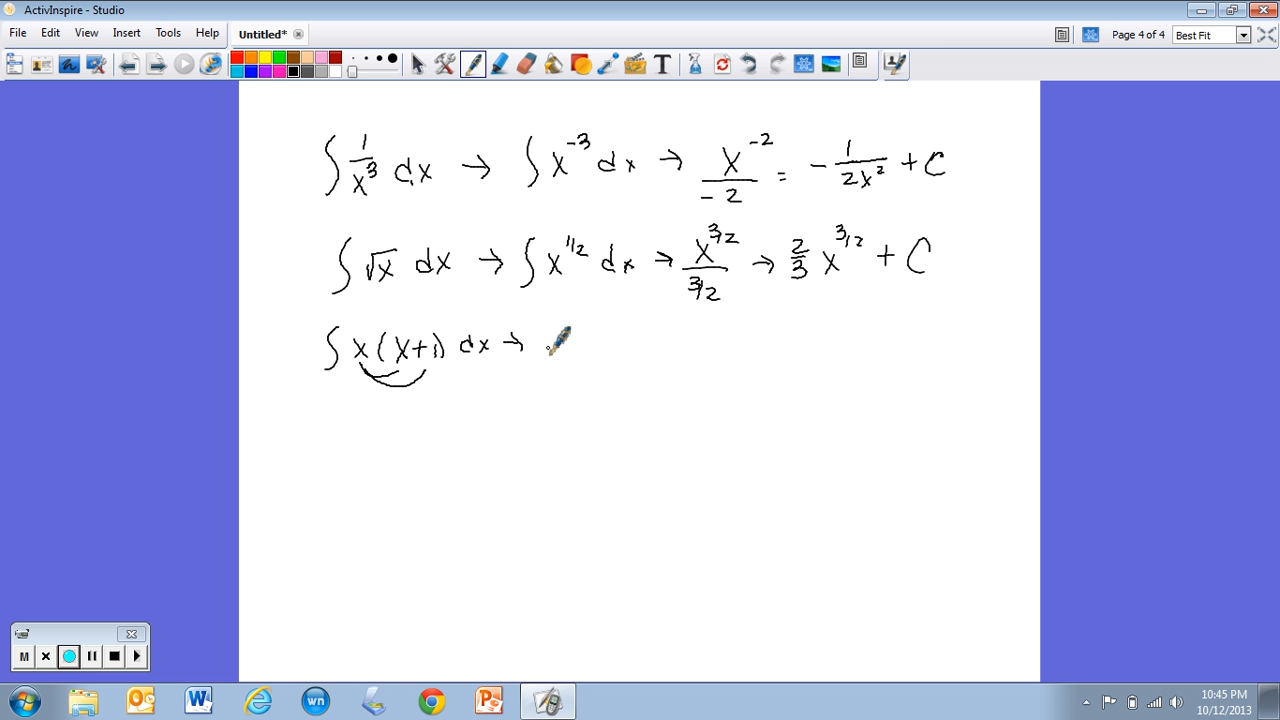 ActivInspire - Studio
File Edit View Insert Tools Help Untitled* Page 4 of 4 Best Fit
∫ 1/x³ dx → ∫ x⁻³ dx → x⁻²/-2 = - 1/2x² + C
∫ √x dx → ∫ x^1/2 dx → x^3/2 / 3/2 → 2/3 x^3/2 + C
∫ x(x+1) dx →
M
wn
10:45 PM
10/12/2013